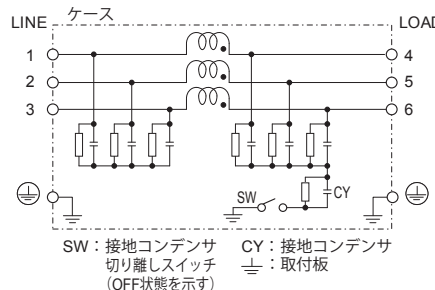 LINE
ケース
LOAD
1
4
2
5
3
6
SW
CY
SW：接地コンデンサ
切り離しスイッチ
（OFF状態を示す）
CY：接地コンデンサ
：取付板